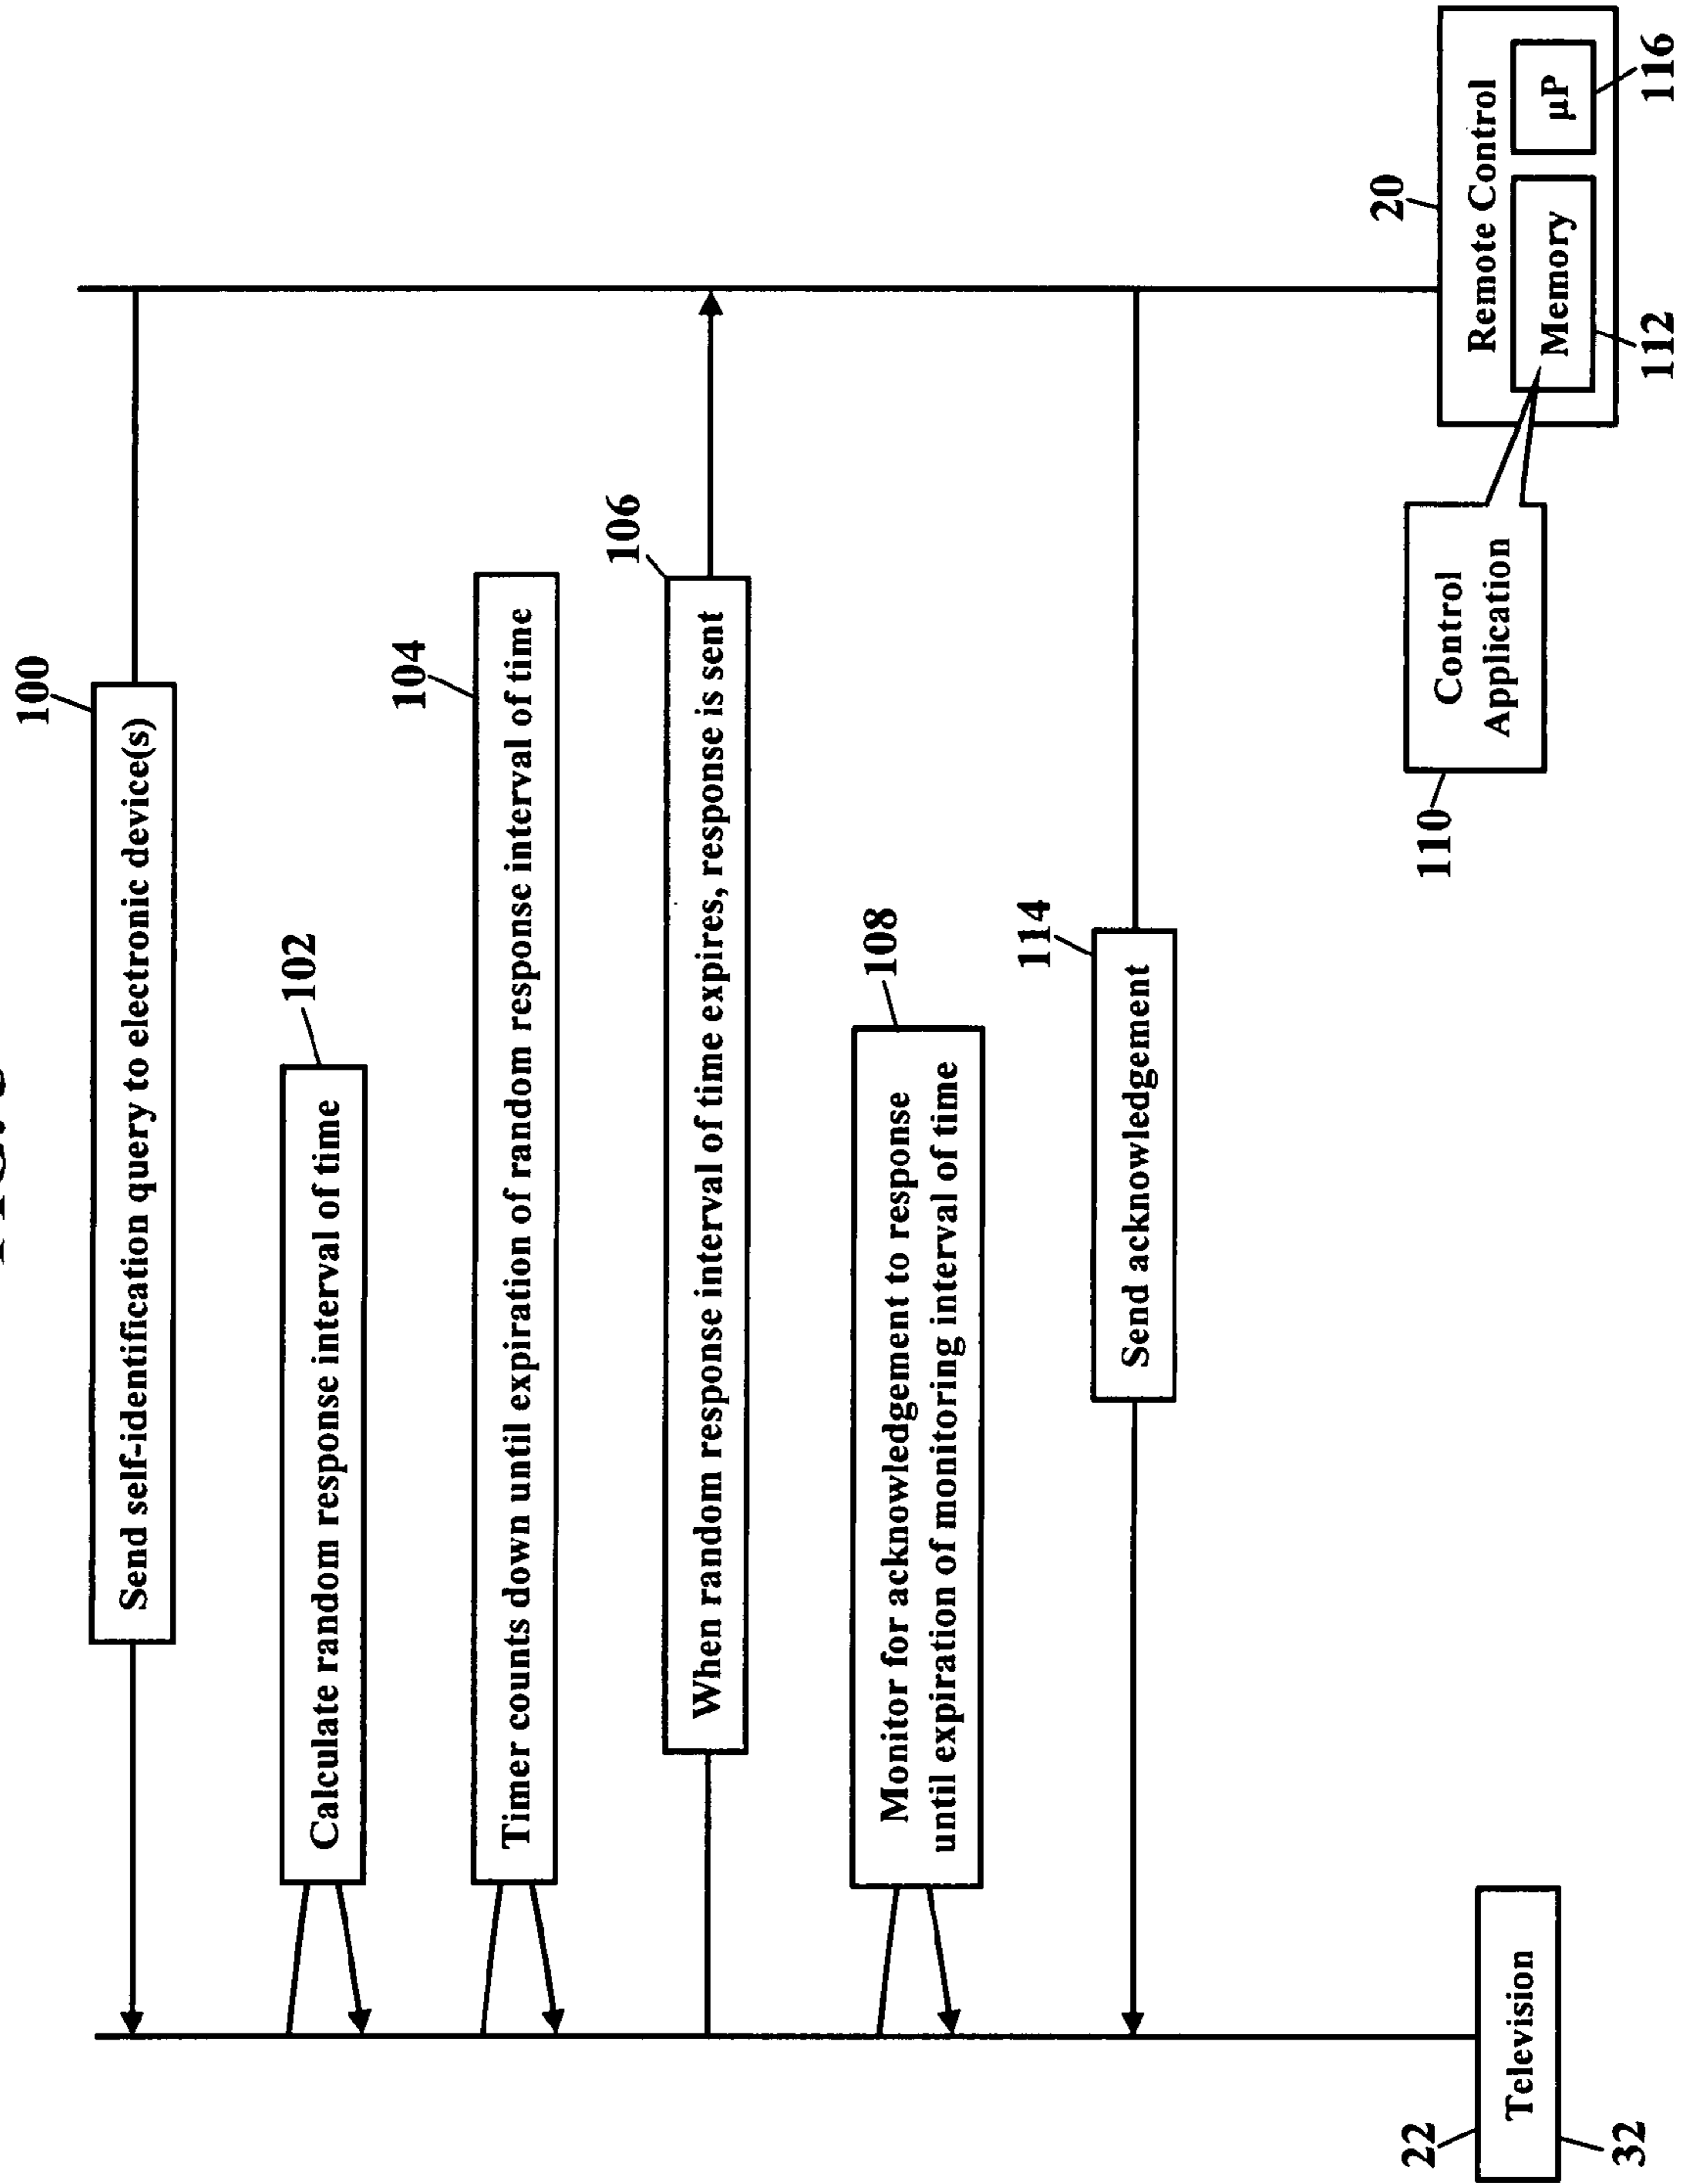 100
Send self-identification query to electronic device(s)
102
Calculate random response interval of time
104
Timer counts down until expiration of random response interval of time
106
When random response interval of time expires, response is sent
108
Monitor for acknowledgement to response
until expiration of monitoring interval of time
114
Send acknowledgement
22
Television
32
110
Control
Application
20
Remote Control
Memory
µP
112
116